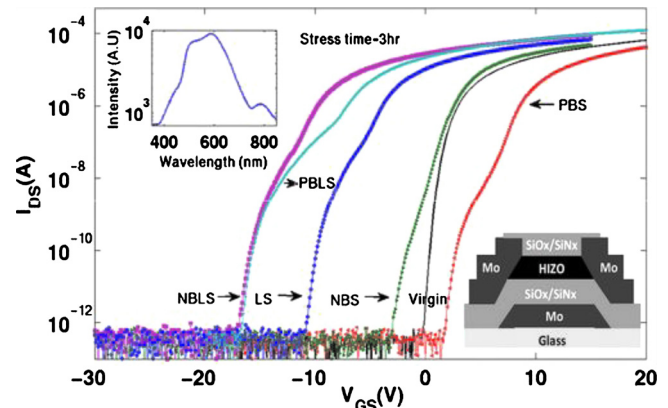 Stress time-3hr
10^4
10^3
Intensity (A.U)
400 600 800
Wavelength (nm)
10^-4
10^-6
10^-8
10^-10
10^-12
I_DS(A)
PBS
PBLS
NBLS
LS
NBS
Virgin
SiOx/SiNx
Mo HIZO Mo
SiOx/SiNx
Mo
Glass
-30 -20 -10 0 10 20
V_GS(V)